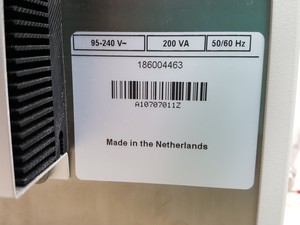 95-240 V~ 200 VA 50/60 Hz
186004463
A10707011Z
Made in the Netherlands